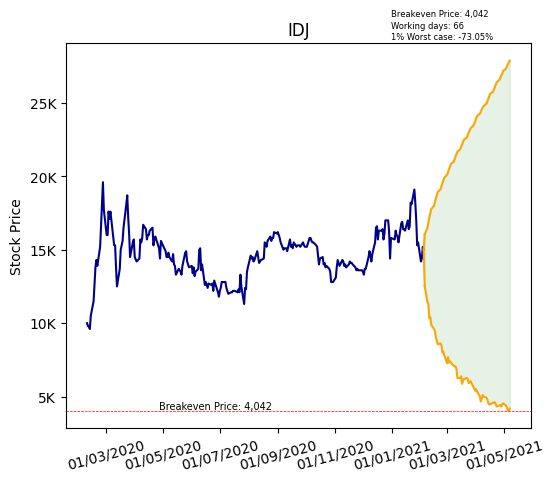 Breakeven Price: 4,042
Working days: 66
1% Worst case: -73.05%
IDJ
Stock Price
25K
20K
15K
10K
5K
Breakeven Price: 4,042
01/03/2020 01/05/2020 01/07/2020 01/09/2020 01/11/2020 01/01/2021 01/03/2021 01/05/2021